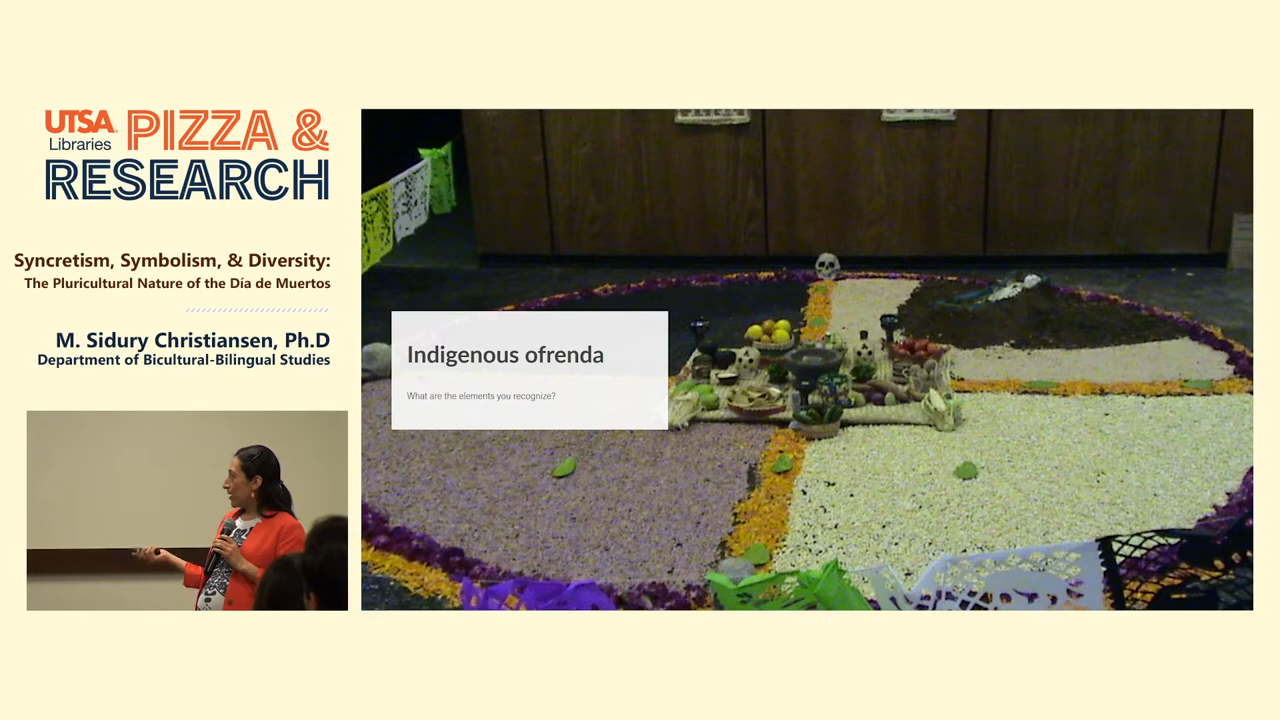 UTSA PIZZA &
Libraries
RESEARCH
Syncretism, Symbolism, & Diversity:
The Pluricultural Nature of the Día de Muertos
M. Sidury Christiansen, Ph.D
Department of Bicultural-Bilingual Studies
Indigenous ofrenda
What are the elements you recognize?